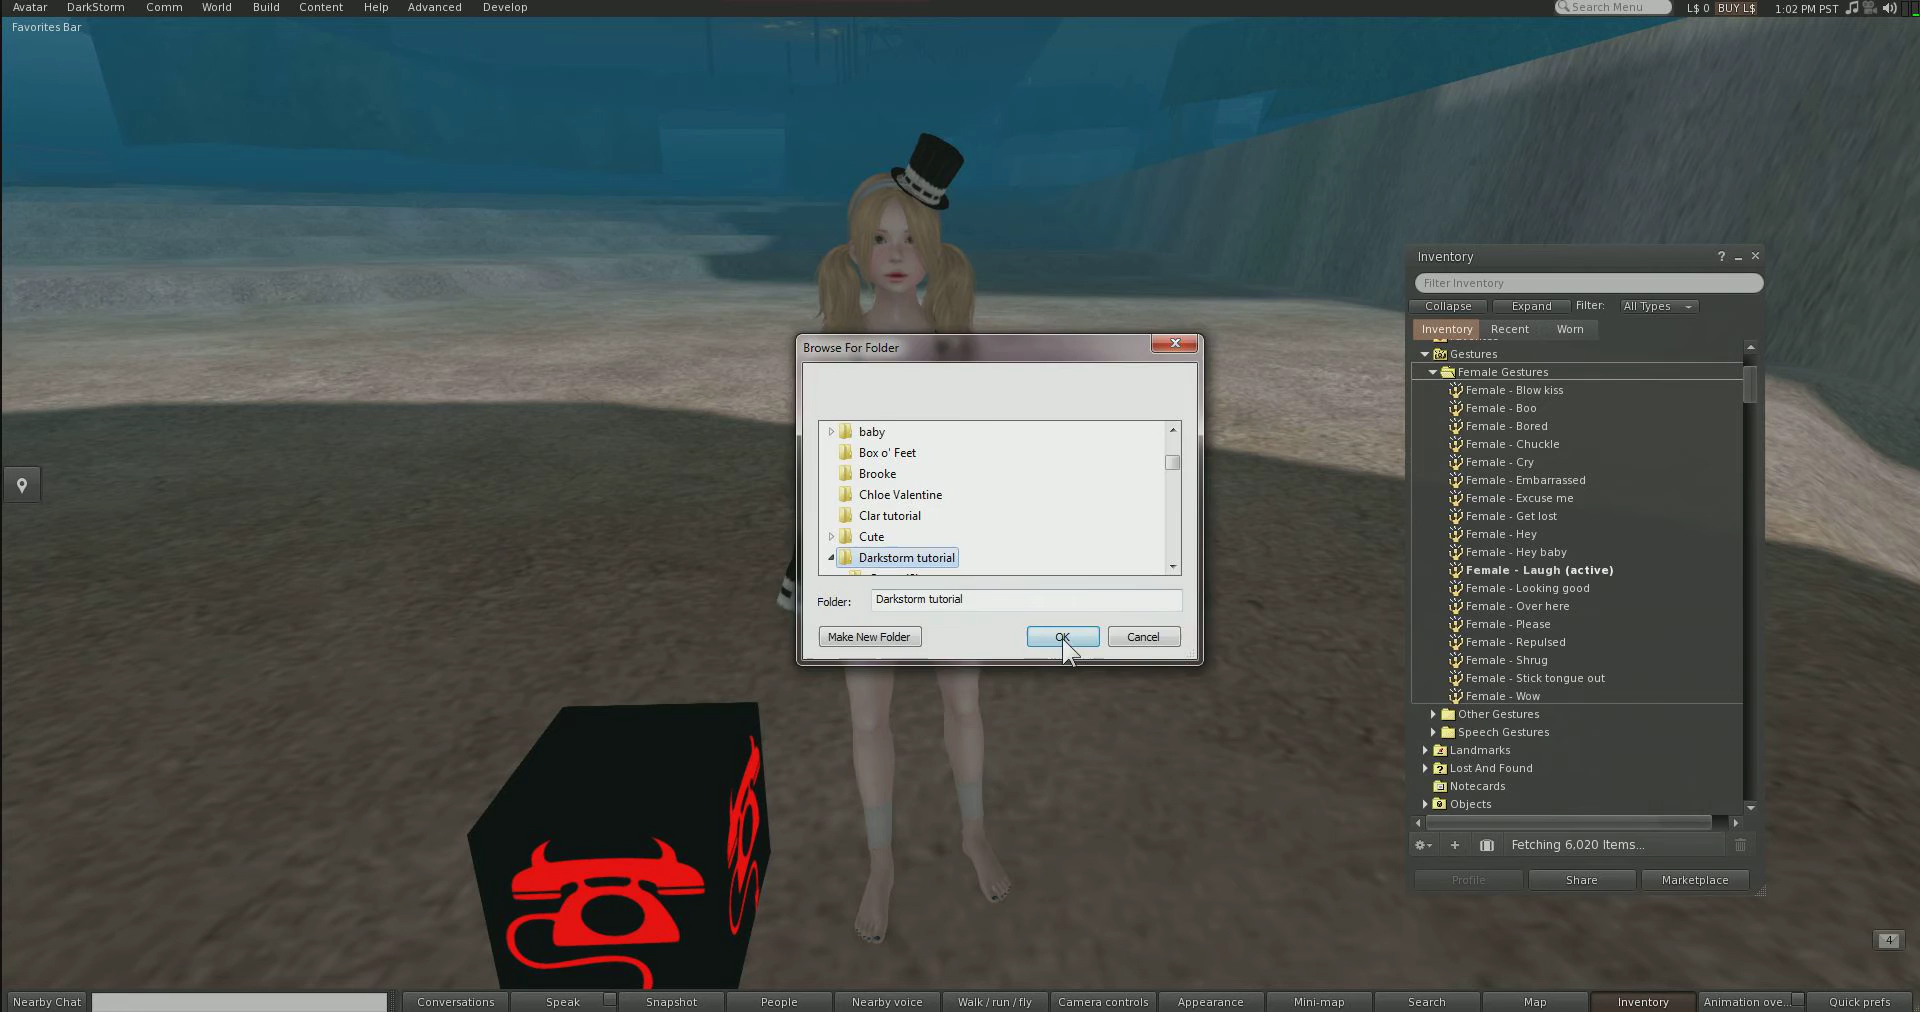 Avatar DarkStorm Comm World Build Content Help Advanced Develop
Search Menu L$ 0 BUY L$ 1:02 PM PST
Favorites Bar
Inventory
Filter Inventory
Collapse Expand Filter: All Types
Inventory Recent Worn
Gestures
Female Gestures
Female - Blow kiss
Female - Boo
Female - Bored
Female - Chuckle
Female - Cry
Female - Embarrassed
Female - Excuse me
Female - Get lost
Female - Hey
Female - Hey baby
Female - Laugh (active)
Female - Looking good
Female - Over here
Female - Please
Female - Repulsed
Female - Shrug
Female - Stick tongue out
Female - Wow
Other Gestures
Speech Gestures
Landmarks
Lost And Found
Notecards
Objects
Fetching 6,020 Items...
Profile Share Marketplace
Browse For Folder
baby
Box o' Feet
Brooke
Chloe Valentine
Clar tutorial
Cute
Darkstorm tutorial
Folder: Darkstorm tutorial
Make New Folder OK Cancel
4
Nearby Chat Conversations Speak Snapshot People Nearby voice Walk / run / fly Camera controls Appearance Mini-map Search Map Inventory Animation ove... Quick prefs